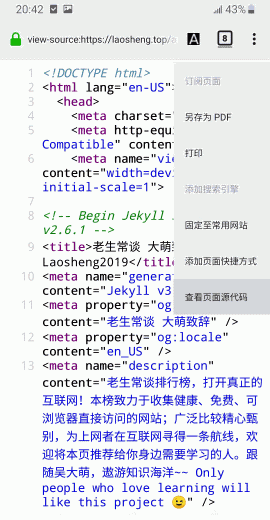 20:42 43%
view-source:https://laosheng.top/ A 8
订阅页面
另存为 PDF
打印
添加搜索引擎
固定至常用网站
添加页面快捷方式
查看页面源代码
1 <!DOCTYPE html>
2 <html lang="en-US">
3 <head>
4 <meta charset=
5 <meta http-equi
Compatible" content
6 <meta name="vie
content="width=devi
initial-scale=1">
7
8 <!-- Begin Jekyll
v2.6.1 -->
9 <title>老生常谈 大萌
Laosheng2019</title
10 <meta name="genera
content="Jekyll v3
11 <meta property="og
content="老生常谈 大萌致辞" />
12 <meta property="og:locale"
content="en_US" />
13 <meta name="description"
content="老生常谈排行榜，打开真正的
互联网！本榜致力于收集健康、免费、可
浏览器直接访问的网站；广泛比较精心甄
别，为上网者在互联网寻得一条航线，欢
迎将本页推荐给你身边需要学习的人。跟
随吴大萌，遨游知识海洋~~ Only
people who love learning will
like this project 😉" />